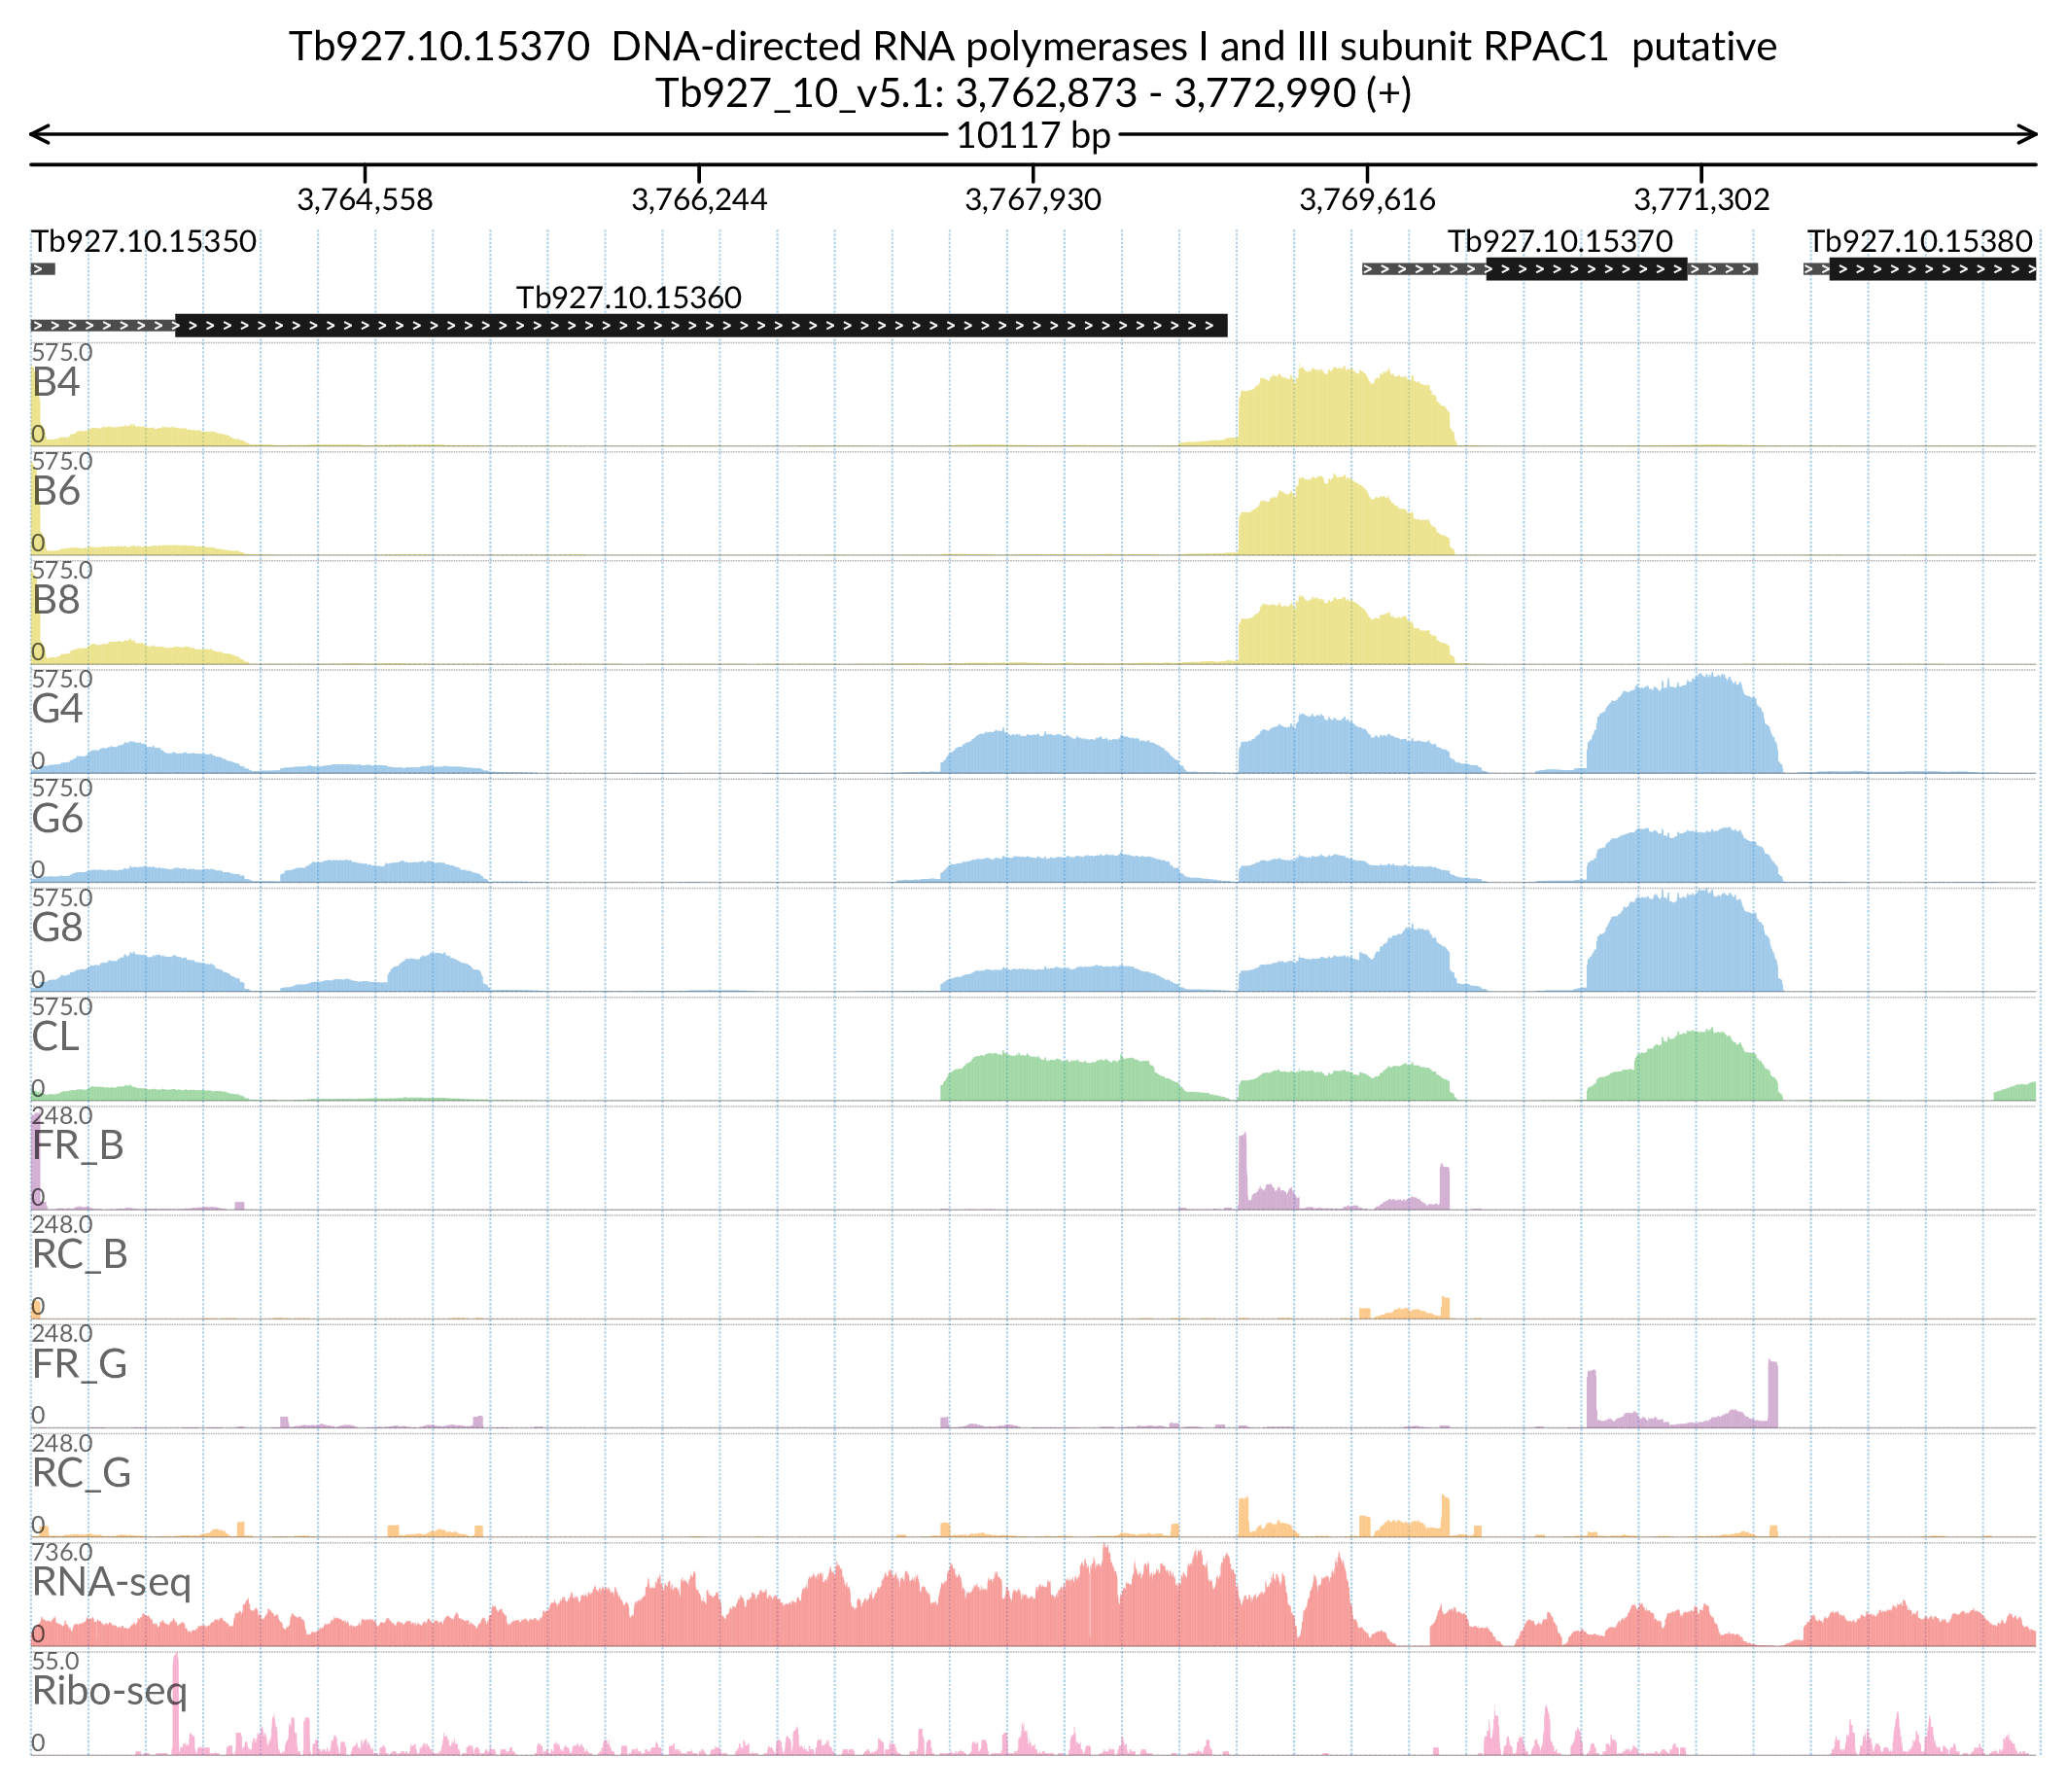 Tb927.10.15370 DNA-directed RNA polymerases I and III subunit RPAC1 putative
Tb927_10_v5.1: 3,762,873 - 3,772,990 (+)
10117 bp
3,764,558 3,766,244 3,767,930 3,769,616 3,771,302
Tb927.10.15350 Tb927.10.15370 Tb927.10.15380
Tb927.10.15360
575.0
B4
0
575.0
B6
0
575.0
B8
0
575.0
G4
0
575.0
G6
0
575.0
G8
0
575.0
CL
0
248.0
FR_B
0
248.0
RC_B
0
248.0
FR_G
0
248.0
RC_G
0
736.0
RNA-seq
0
55.0
Ribo-seq
0